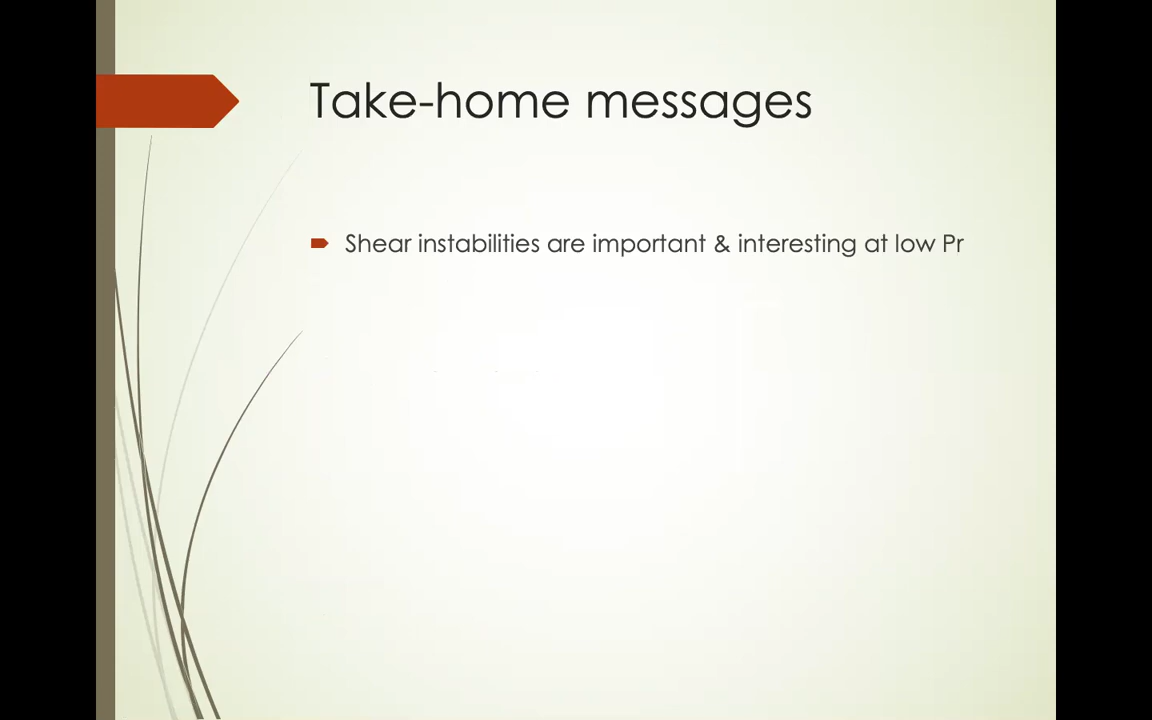 Take-home messages
Shear instabilities are important & interesting at low Pr